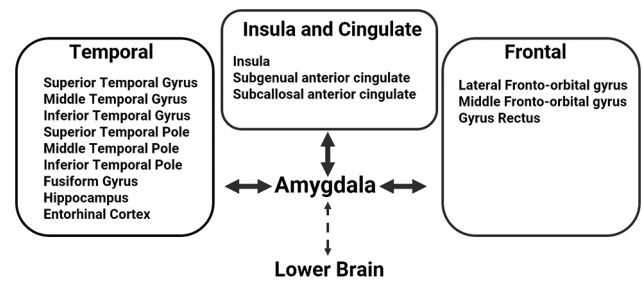 Temporal
Superior Temporal Gyrus
Middle Temporal Gyrus
Inferior Temporal Gyrus
Superior Temporal Pole
Middle Temporal Pole
Inferior Temporal Pole
Fusiform Gyrus
Hippocampus
Entorhinal Cortex
Insula and Cingulate
Insula
Subgenual anterior cingulate
Subcallosal anterior cingulate
Frontal
Lateral Fronto-orbital gyrus
Middle Fronto-orbital gyrus
Gyrus Rectus
Amygdala
Lower Brain